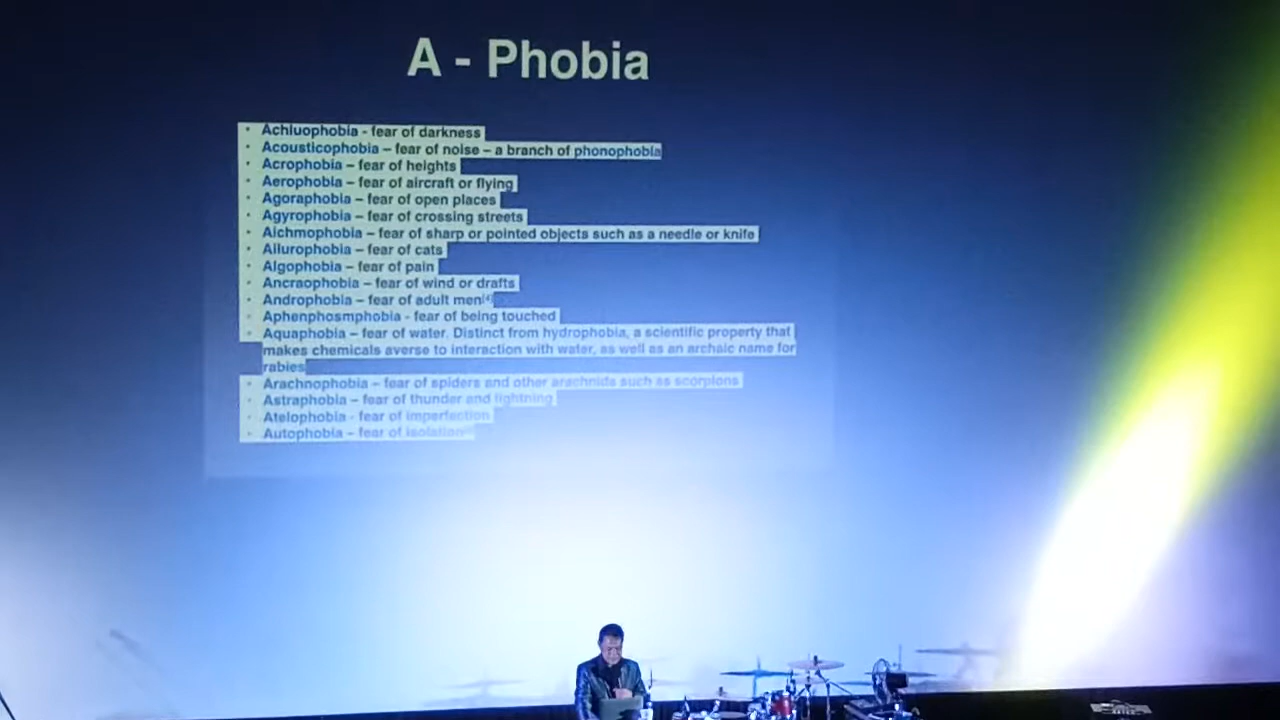 A - Phobia
• Achluophobia - fear of darkness
• Acousticophobia – fear of noise – a branch of phonophobia
• Acrophobia – fear of heights
• Aerophobia – fear of aircraft or flying
• Agoraphobia – fear of open places
• Agyrophobia – fear of crossing streets
• Aichmophobia – fear of sharp or pointed objects such as a needle or knife
• Ailurophobia – fear of cats
• Algophobia – fear of pain
• Ancraophobia – fear of wind or drafts
• Androphobia – fear of adult men[4]
• Aphenphosmphobia - fear of being touched
• Aquaphobia – fear of water. Distinct from hydrophobia, a scientific property that
makes chemicals averse to interaction with water, as well as an archaic name for
rabies
• Arachnophobia – fear of spiders and other arachnids such as scorpions
• Astraphobia – fear of thunder and lightning
• Atelophobia - fear of imperfection
• Autophobia – fear of isolation